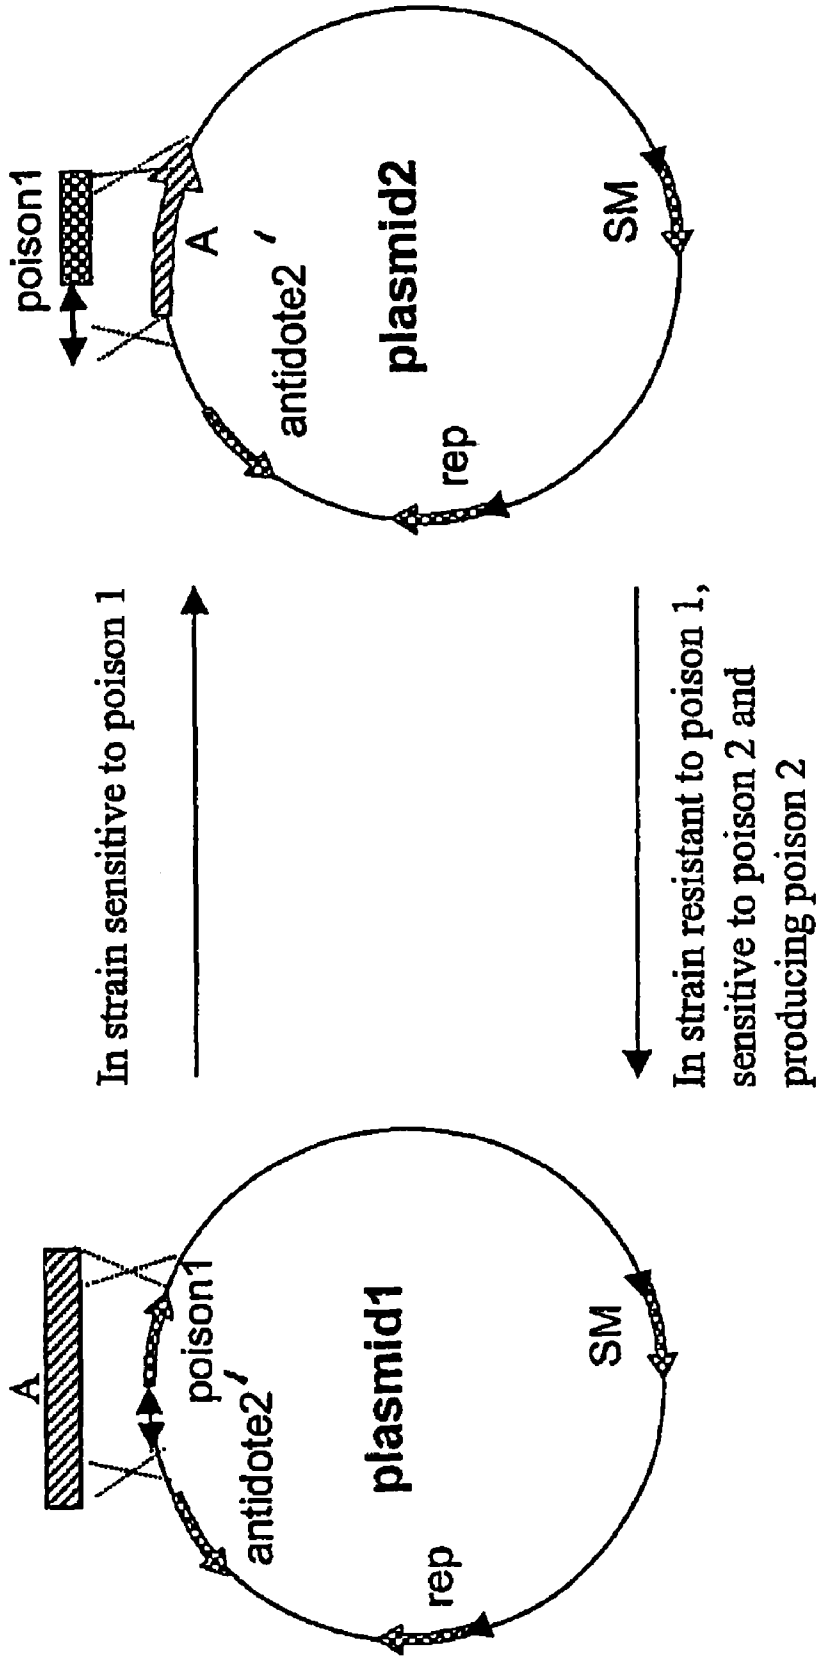 A
poison1
antidote2'
plasmid1
rep
SM
In strain sensitive to poison 1
In strain resistant to poison 1,
sensitive to poison 2 and
producing poison 2
poison1
A
antidote2'
plasmid2
rep
SM